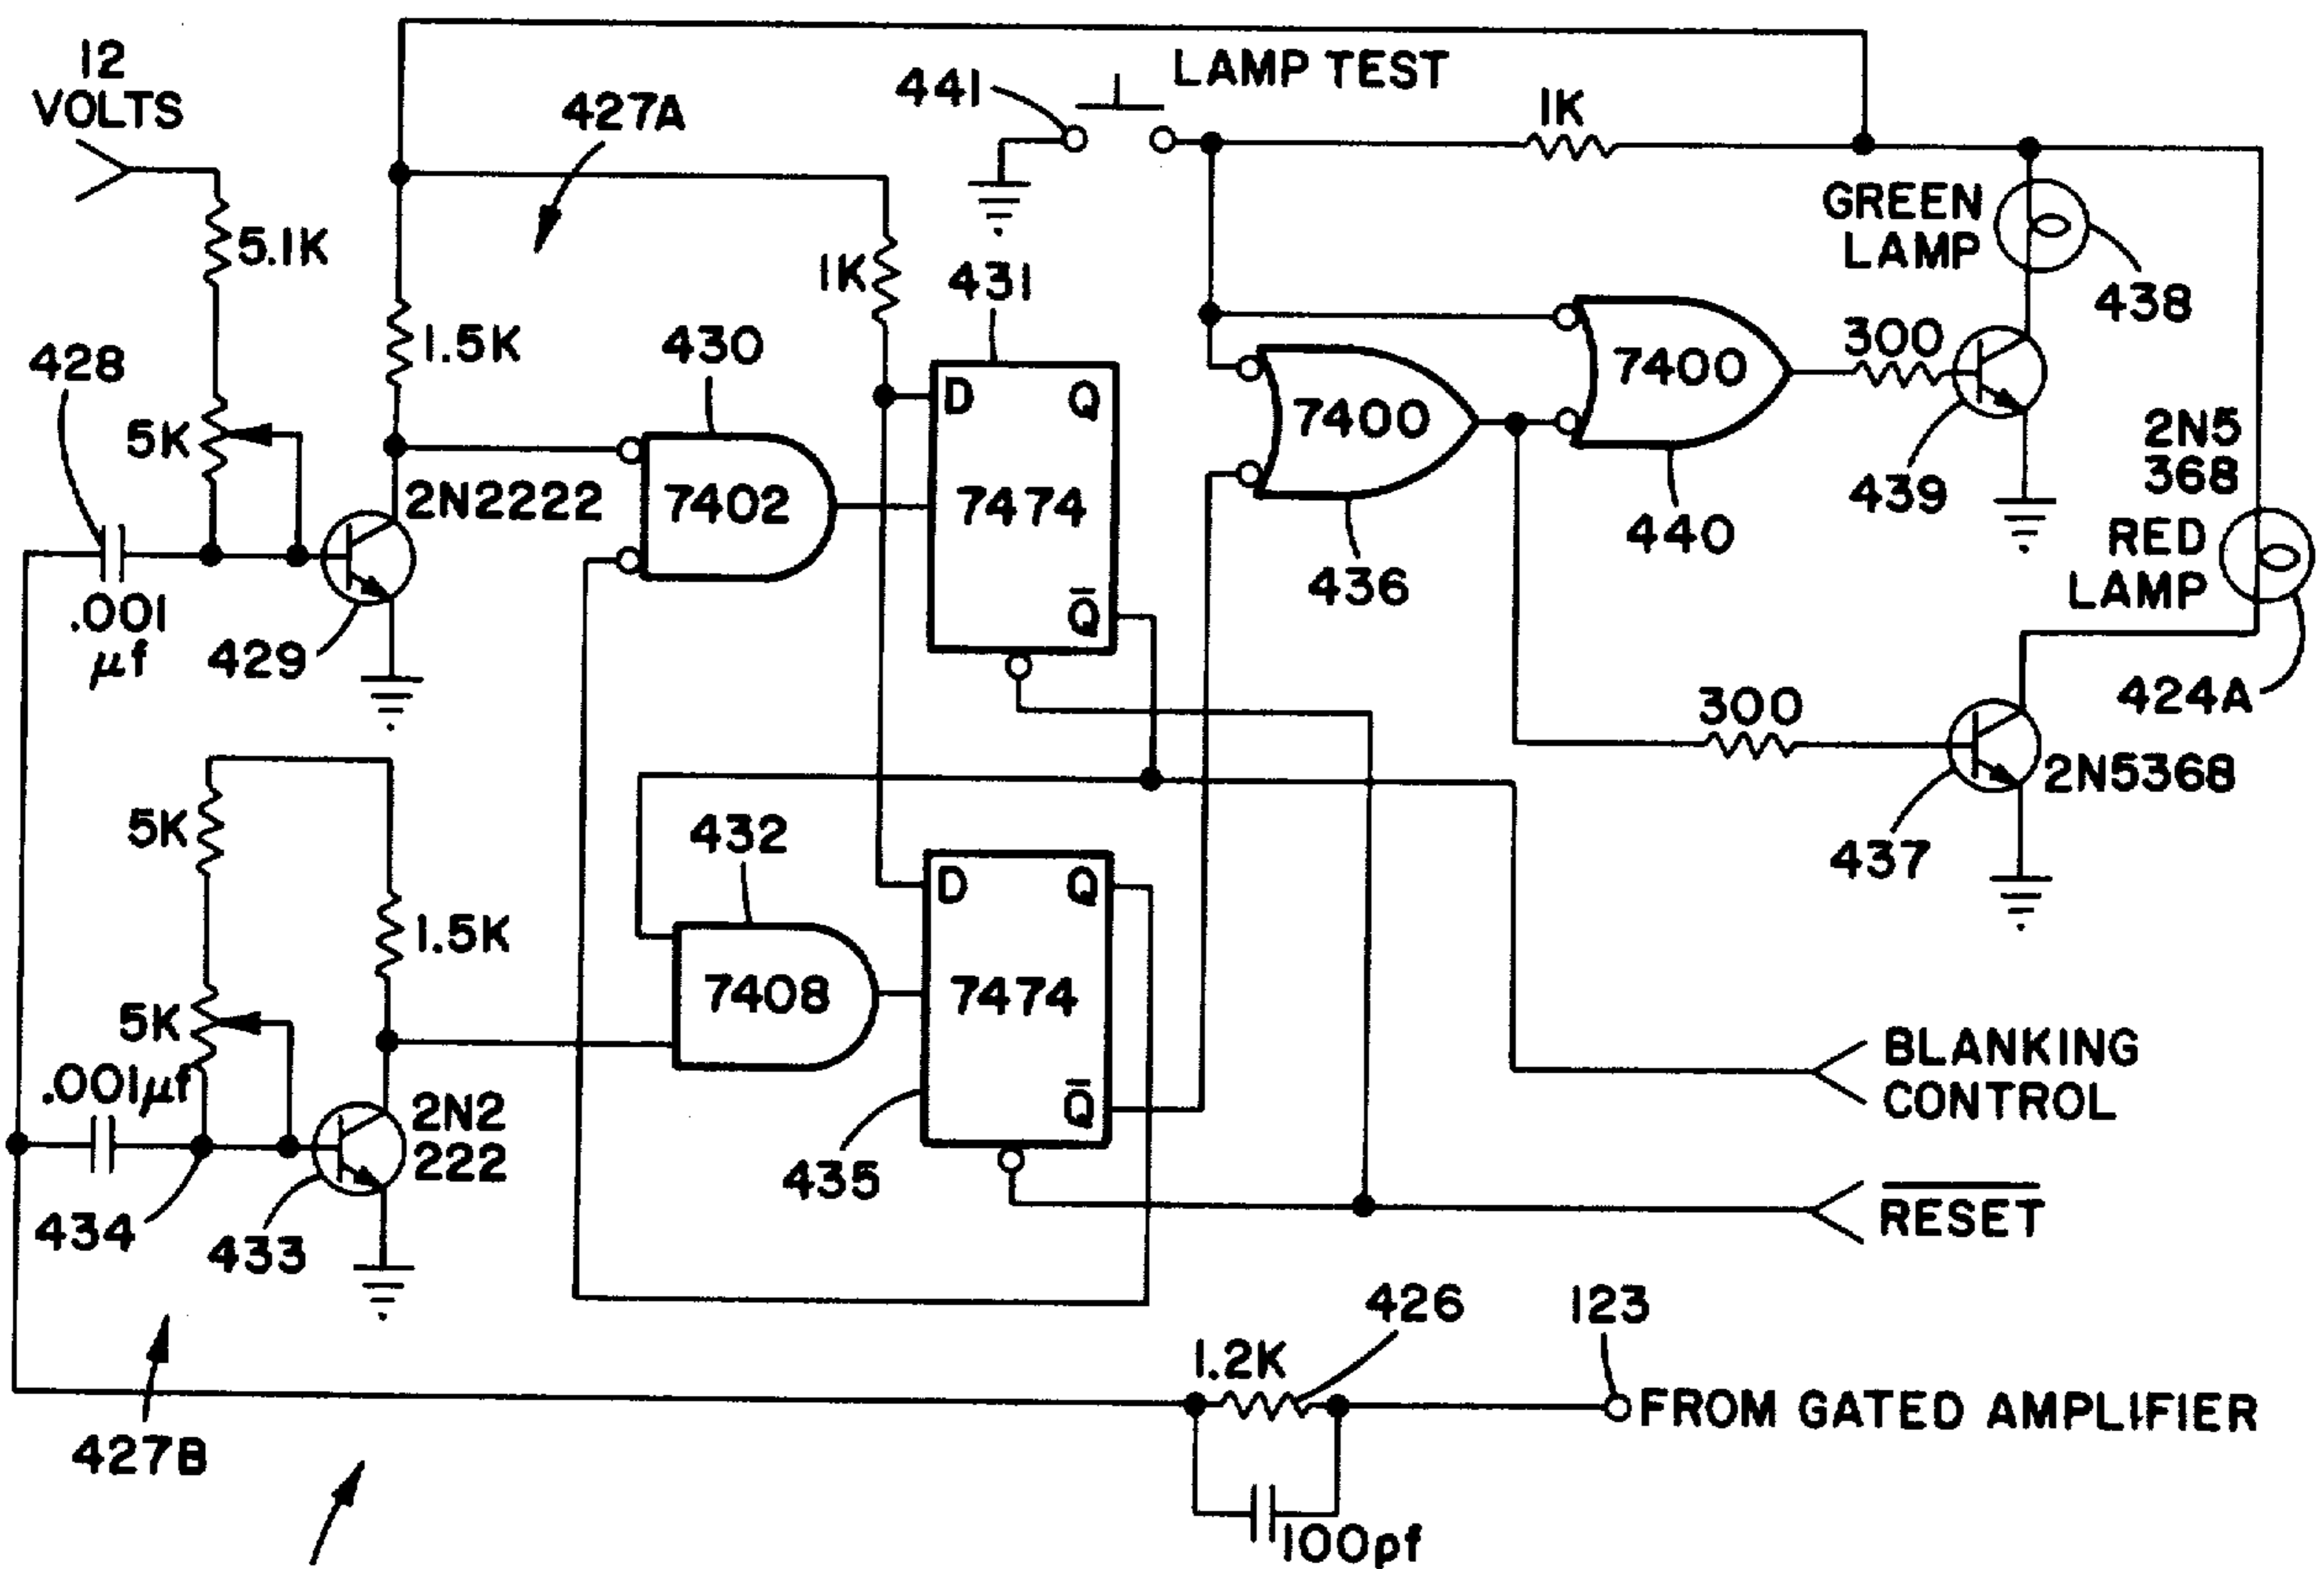 12
VOLTS
5.1K
5K
428
.001
μf
429
427A
1.5K
2N2222
430
7402
1K
431
D
Q
7474
Q̅
441
LAMP TEST
1K
GREEN
LAMP
438
7400
436
7400
440
300
439
2N5
368
RED
LAMP
424A
300
2N5368
437
5K
5K
.001μf
434
433
1.5K
2N2
222
432
7408
435
D
Q
7474
Q̅
BLANKING
CONTROL
R̅E̅S̅E̅T̅
427B
1.2K
426
123
FROM GATED AMPLIFIER
100pf